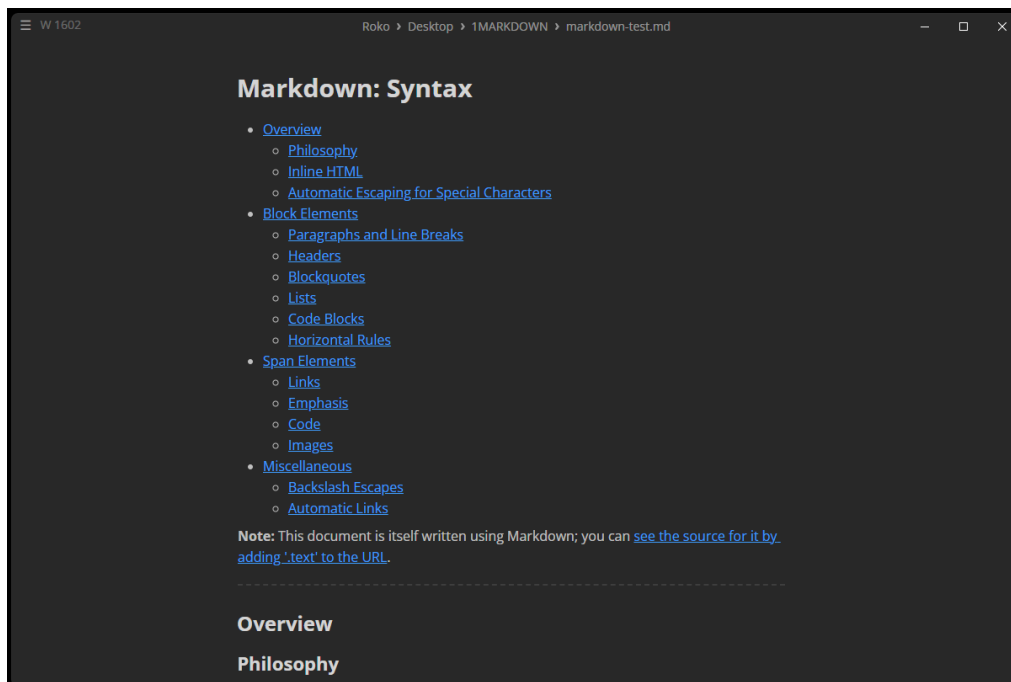 W 1602
Roko › Desktop › 1MARKDOWN › markdown-test.md
Markdown: Syntax
Overview
Philosophy
Inline HTML
Automatic Escaping for Special Characters
Block Elements
Paragraphs and Line Breaks
Headers
Blockquotes
Lists
Code Blocks
Horizontal Rules
Span Elements
Links
Emphasis
Code
Images
Miscellaneous
Backslash Escapes
Automatic Links
Note: This document is itself written using Markdown; you can see the source for it by
adding '.text' to the URL.
Overview
Philosophy